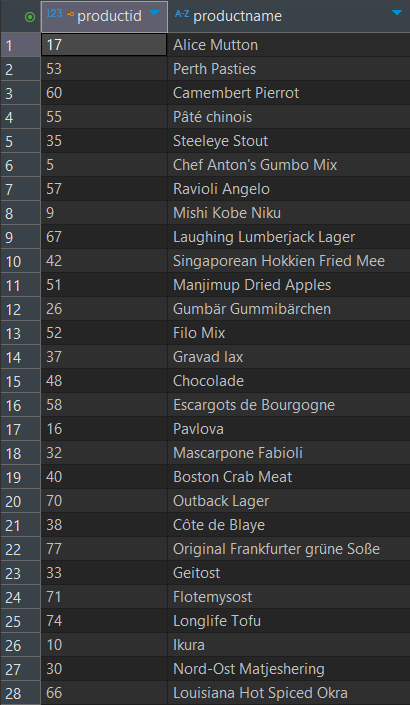 123 productid A-Z productname
1 17 Alice Mutton
2 53 Perth Pasties
3 60 Camembert Pierrot
4 55 Pâté chinois
5 35 Steeleye Stout
6 5 Chef Anton's Gumbo Mix
7 57 Ravioli Angelo
8 9 Mishi Kobe Niku
9 67 Laughing Lumberjack Lager
10 42 Singaporean Hokkien Fried Mee
11 51 Manjimup Dried Apples
12 26 Gumbär Gummibärchen
13 52 Filo Mix
14 37 Gravad lax
15 48 Chocolade
16 58 Escargots de Bourgogne
17 16 Pavlova
18 32 Mascarpone Fabioli
19 40 Boston Crab Meat
20 70 Outback Lager
21 38 Côte de Blaye
22 77 Original Frankfurter grüne Soße
23 33 Geitost
24 71 Flotemysost
25 74 Longlife Tofu
26 10 Ikura
27 30 Nord-Ost Matjeshering
28 66 Louisiana Hot Spiced Okra